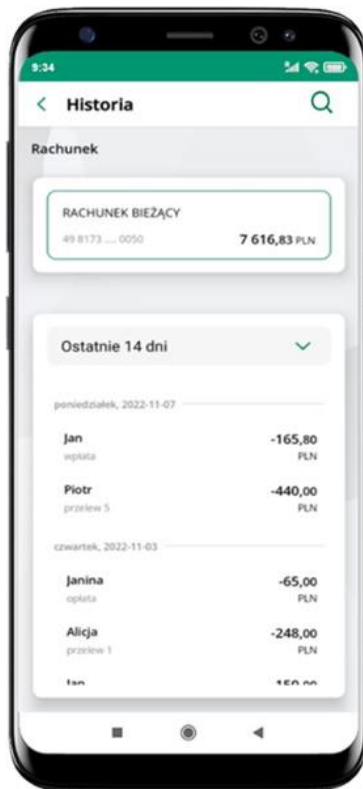 9:34
Historia
Rachunek
RACHUNEK BIEŻĄCY
49 8173 .... 0050 7 616,83 PLN
Ostatnie 14 dni
poniedziałek, 2022-11-07
Jan -165,80
wpłata PLN
Piotr -440,00
przelew 5 PLN
czwartek, 2022-11-03
Janina -65,00
opłata PLN
Alicja -248,00
przelew 1 PLN
Jan